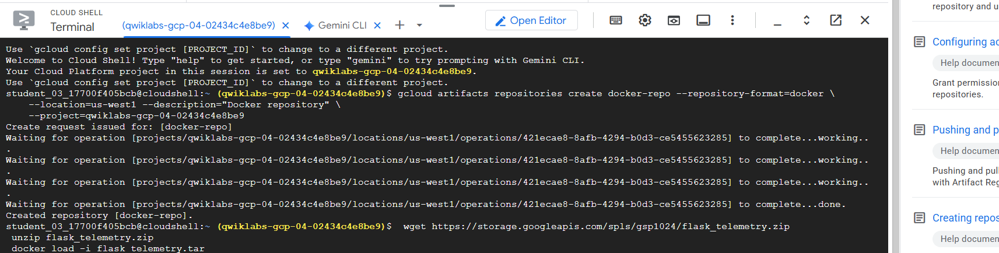 CLOUD SHELL
Terminal
(qwiklabs-gcp-04-02434c4e8be9)
Gemini CLI
Open Editor
Use `gcloud config set project [PROJECT_ID]` to change to a different project.
Welcome to Cloud Shell! Type "help" to get started, or type "gemini" to try prompting with Gemini CLI.
Your Cloud Platform project in this session is set to qwiklabs-gcp-04-02434c4e8be9.
Use `gcloud config set project [PROJECT_ID]` to change to a different project.
student_03_17700f405bcb@cloudshell:~ (qwiklabs-gcp-04-02434c4e8be9)$ gcloud artifacts repositories create docker-repo --repository-format=docker \
    --location=us-west1 --description="Docker repository" \
    --project=qwiklabs-gcp-04-02434c4e8be9
Create request issued for: [docker-repo]
Waiting for operation [projects/qwiklabs-gcp-04-02434c4e8be9/locations/us-west1/operations/421ecae8-8afb-4294-b0d3-ce5455623285] to complete...working..
.
Waiting for operation [projects/qwiklabs-gcp-04-02434c4e8be9/locations/us-west1/operations/421ecae8-8afb-4294-b0d3-ce5455623285] to complete...working..
.
Waiting for operation [projects/qwiklabs-gcp-04-02434c4e8be9/locations/us-west1/operations/421ecae8-8afb-4294-b0d3-ce5455623285] to complete...working..
.
Waiting for operation [projects/qwiklabs-gcp-04-02434c4e8be9/locations/us-west1/operations/421ecae8-8afb-4294-b0d3-ce5455623285] to complete...done.
Created repository [docker-repo].
student_03_17700f405bcb@cloudshell:~ (qwiklabs-gcp-04-02434c4e8be9)$  wget https://storage.googleapis.com/spls/gsp1024/flask_telemetry.zip
 unzip flask_telemetry.zip
 docker load -i flask_telemetry.tar
repository and u
Configuring ac
Help documen
Grant permission
repositories.
Pushing and p
Help documen
Pushing and pull
with Artifact Reg
Creating repos
Help documen